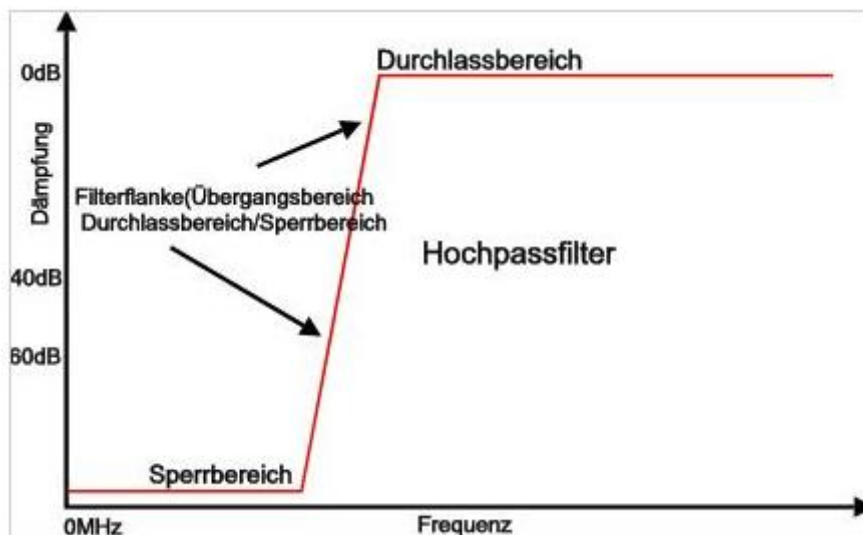 Durchlassbereich
0dB
Dämpfung
Filterflanke(Übergangsbereich
Durchlassbereich/Sperrbereich
Hochpassfilter
40dB
60dB
Sperrbereich
0MHz
Frequenz